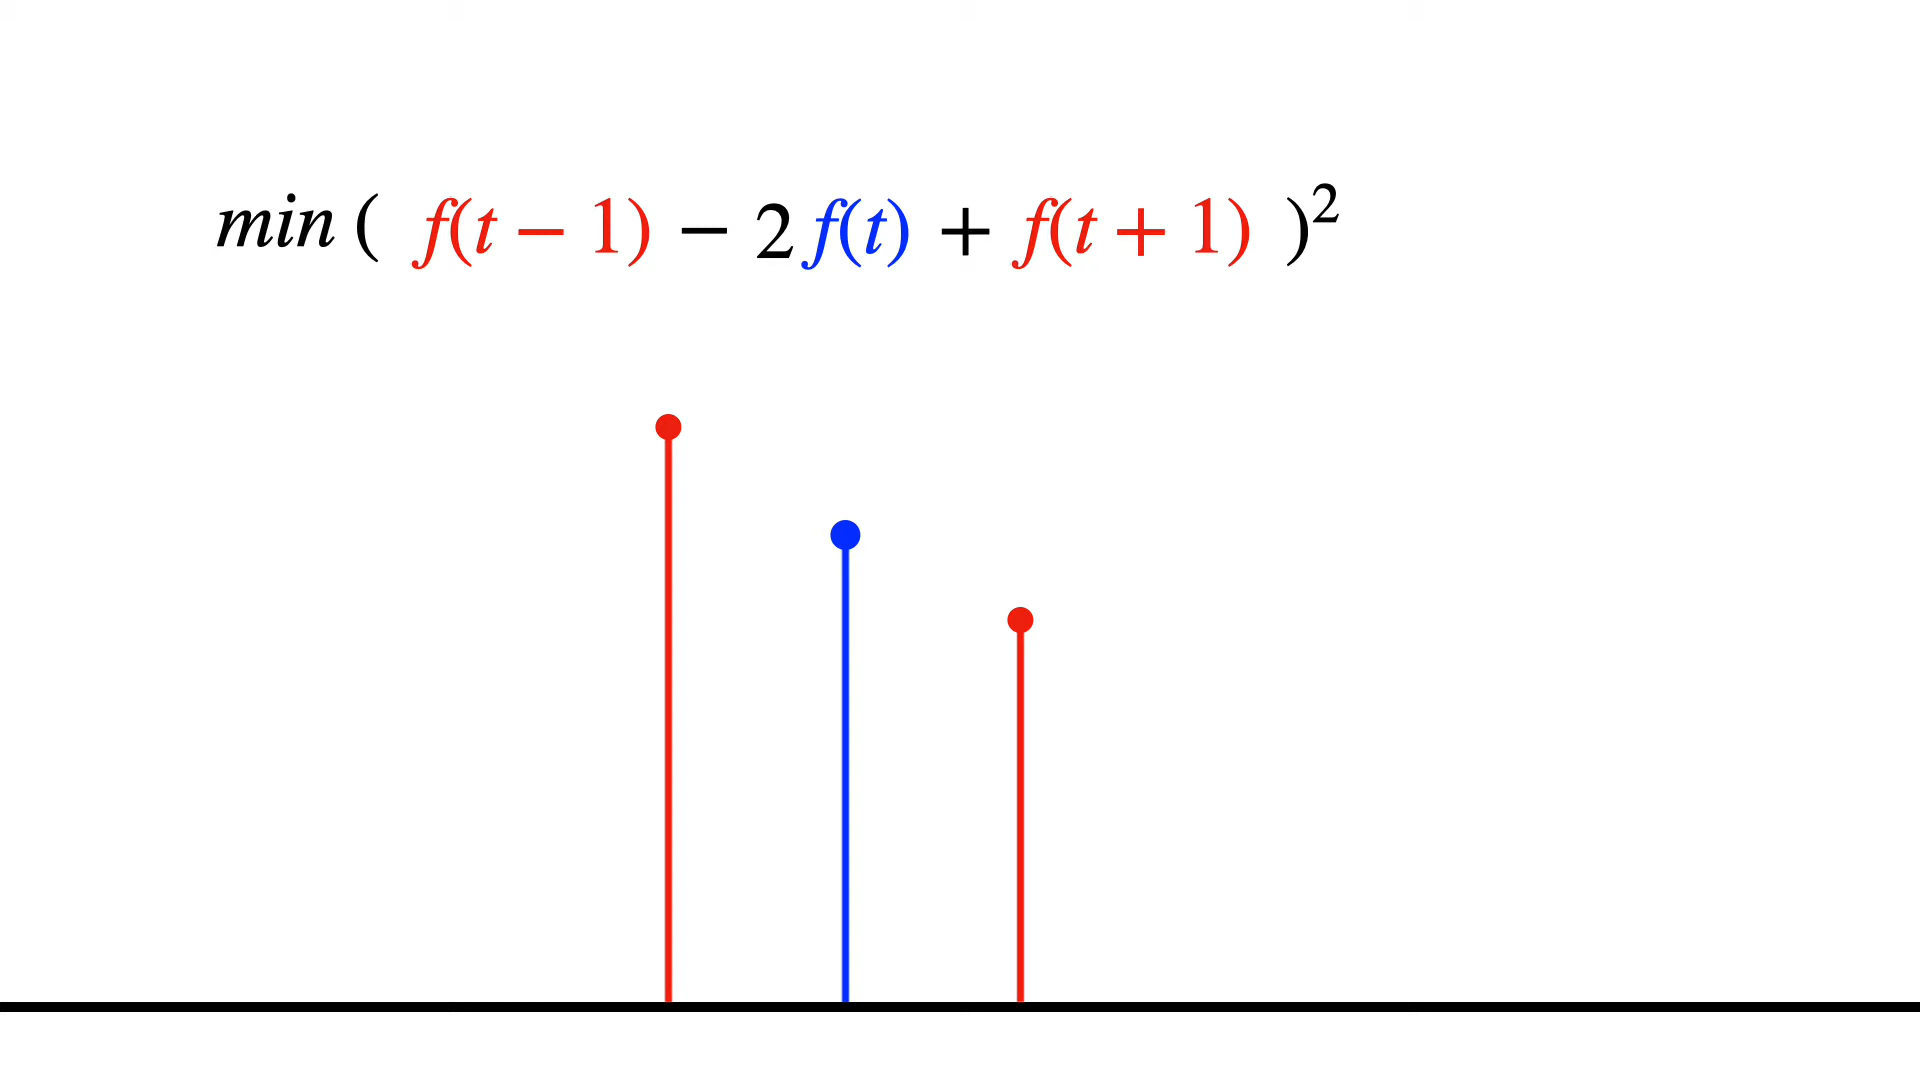 min ( f(t − 1) − 2 f(t) + f(t + 1) )²